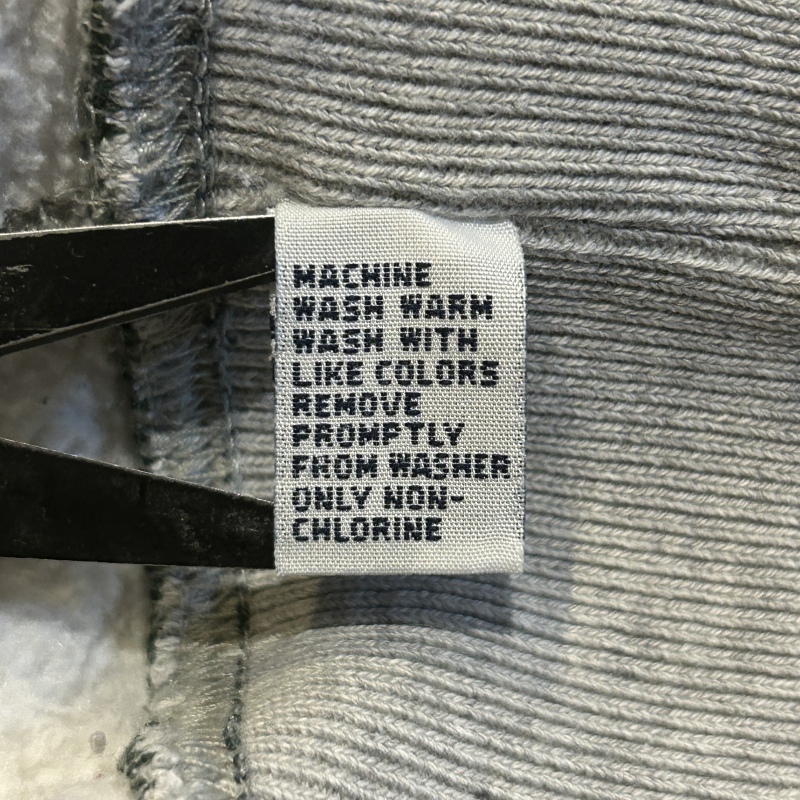 MACHINE
WASH WARM
WASH WITH
LIKE COLORS
REMOVE
PROMPTLY
FROM WASHER
ONLY NON-
CHLORINE